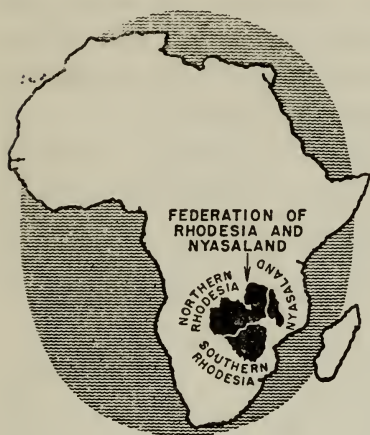 FEDERATION OF
RHODESIA AND
NYASALAND
NORTHERN
RHODESIA
NYASALAND
SOUTHERN
RHODESIA